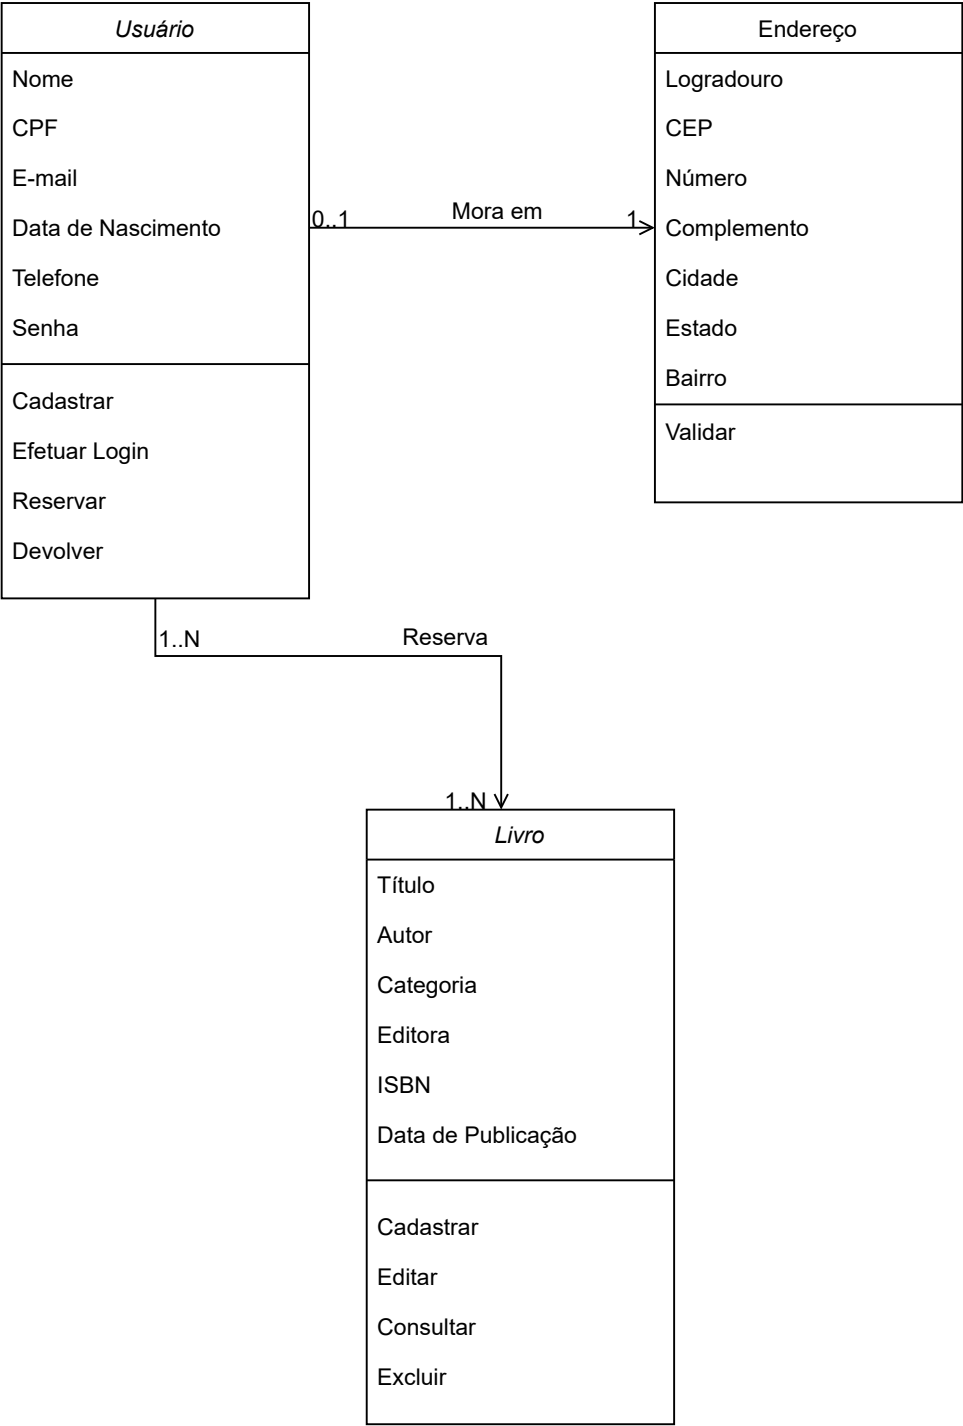 Usuário
Nome
CPF
E-mail
Data de Nascimento
Telefone
Senha
Cadastrar
Efetuar Login
Reservar
Devolver
0..1
Mora em
1
Endereço
Logradouro
CEP
Número
Complemento
Cidade
Estado
Bairro
Validar
1..N
Reserva
1..N
Livro
Título
Autor
Categoria
Editora
ISBN
Data de Publicação
Cadastrar
Editar
Consultar
Excluir